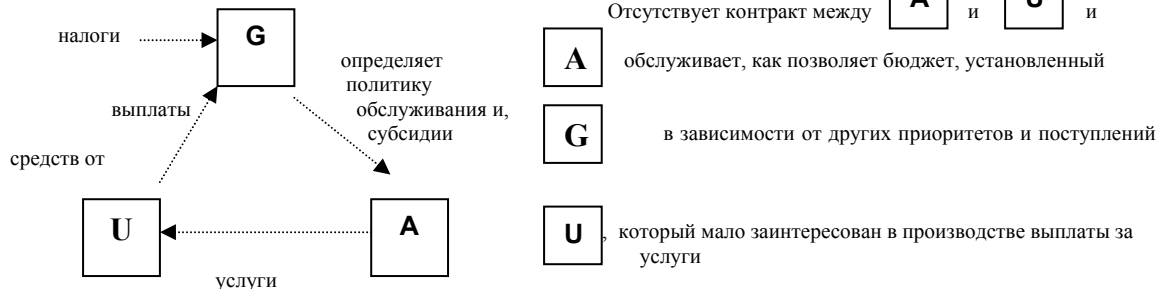 налоги
G
определяет
политику
обслуживания и,
субсидии
выплаты
средств от
U
A
услуги
Отсутствует контракт между A и U и
A обслуживает, как позволяет бюджет, установленный
G в зависимости от других приоритетов и поступлений
U, который мало заинтересован в производстве выплаты за
услуги